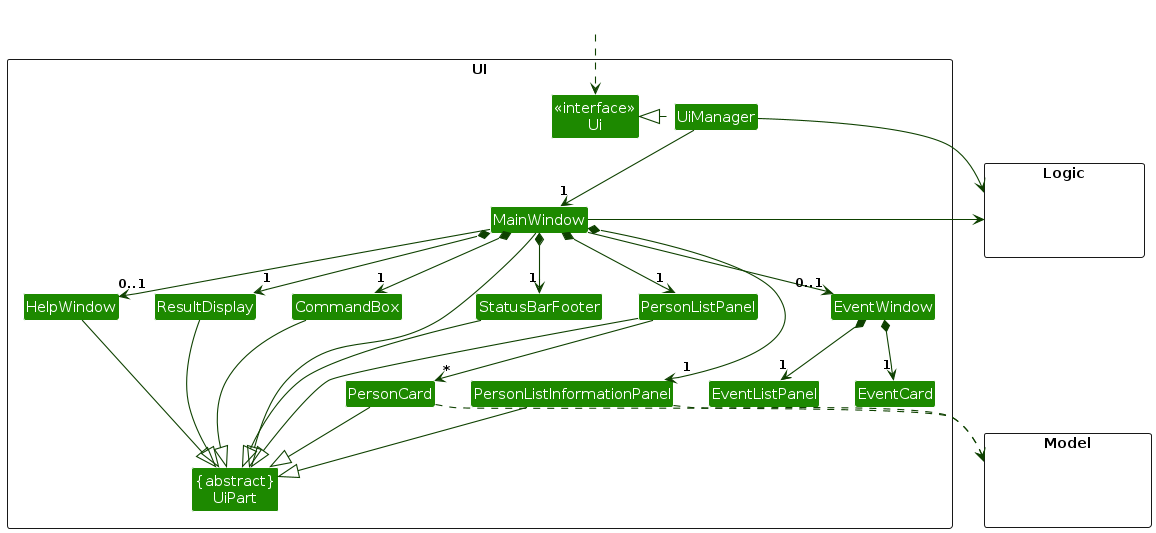 UI
«interface»
Ui
UiManager
Logic
1
MainWindow
0..1
1
1
1
1
0..1
HelpWindow
ResultDisplay
CommandBox
StatusBarFooter
PersonListPanel
EventWindow
*
1
1
1
PersonCard
PersonListInformationPanel
EventListPanel
EventCard
Model
{abstract}
UiPart